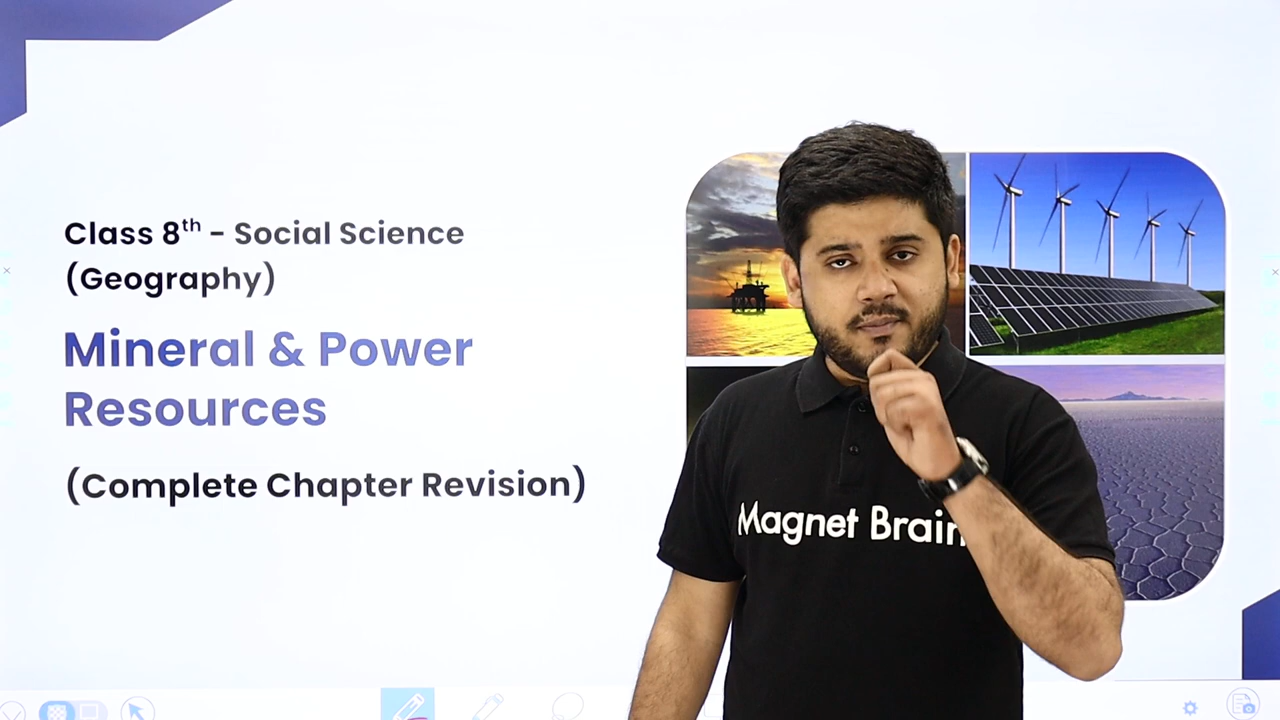 Class 8th - Social Science
(Geography)
Mineral & Power
Resources
(Complete Chapter Revision)
Magnet Brain